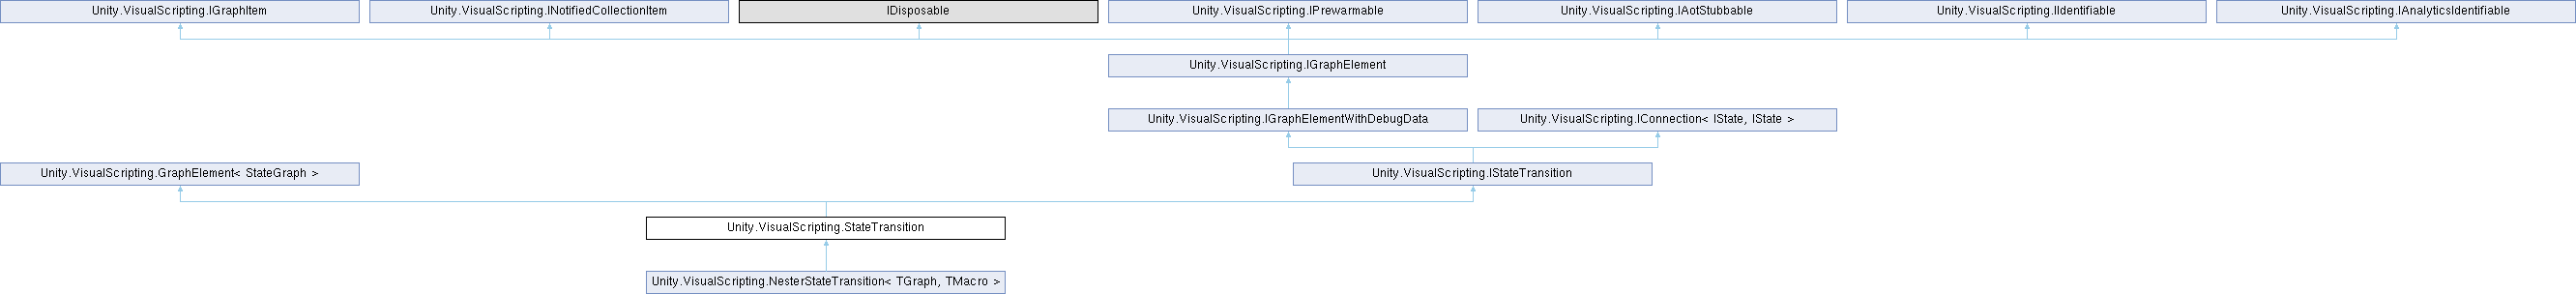 Unity.VisualScripting.IGraphItem
Unity.VisualScripting.INotifiedCollectionItem
IDisposable
Unity.VisualScripting.IPrewarmable
Unity.VisualScripting.IAotStubbable
Unity.VisualScripting.IIdentifiable
Unity.VisualScripting.IAnalyticsIdentifiable
Unity.VisualScripting.IGraphElement
Unity.VisualScripting.IGraphElementWithDebugData
Unity.VisualScripting.IConnection< IState, IState >
Unity.VisualScripting.GraphElement< StateGraph >
Unity.VisualScripting.IStateTransition
Unity.VisualScripting.StateTransition
Unity.VisualScripting.NesterStateTransition< TGraph, TMacro >